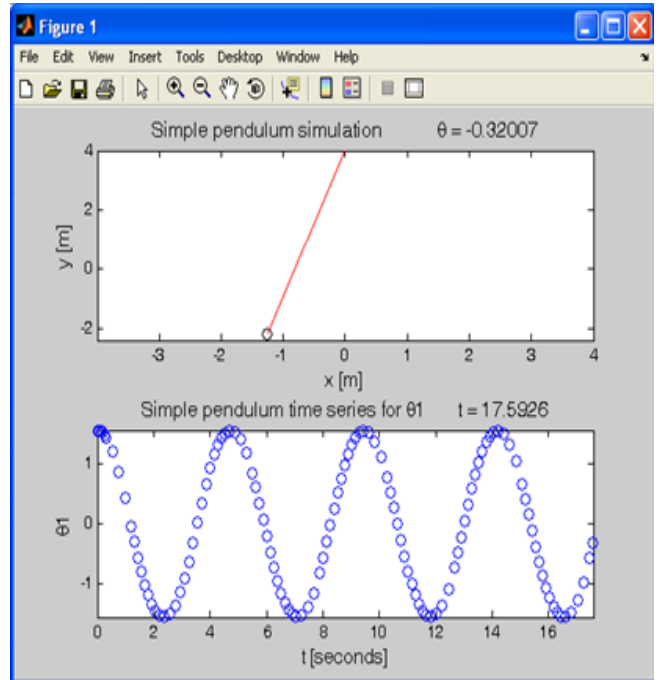 Figure 1
File Edit View Insert Tools Desktop Window Help
Simple pendulum simulation θ = -0.32007
4
2
0
-2
y [m]
-3 -2 -1 0 1 2 3 4
x [m]
Simple pendulum time series for θ1 t = 17.5926
1
0
-1
θ1
0 2 4 6 8 10 12 14 16
t [seconds]